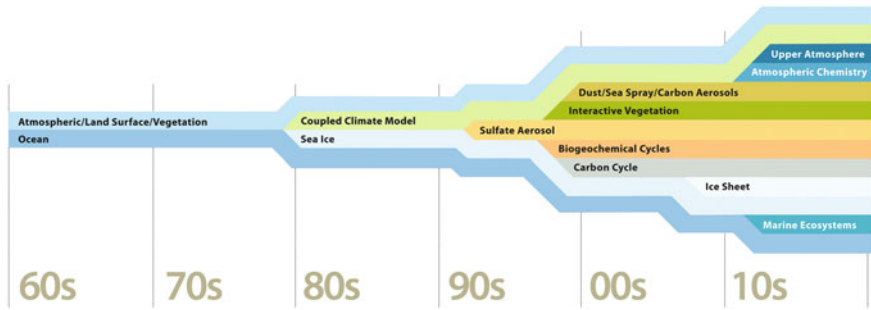 Upper Atmosphere
Atmospheric Chemistry
Dust/Sea Spray/Carbon Aerosols
Interactive Vegetation
Atmospheric/Land Surface/Vegetation
Coupled Climate Model
Sulfate Aerosol
Ocean
Sea Ice
Biogeochemical Cycles
Carbon Cycle
Ice Sheet
Marine Ecosystems
60s 70s 80s 90s 00s 10s